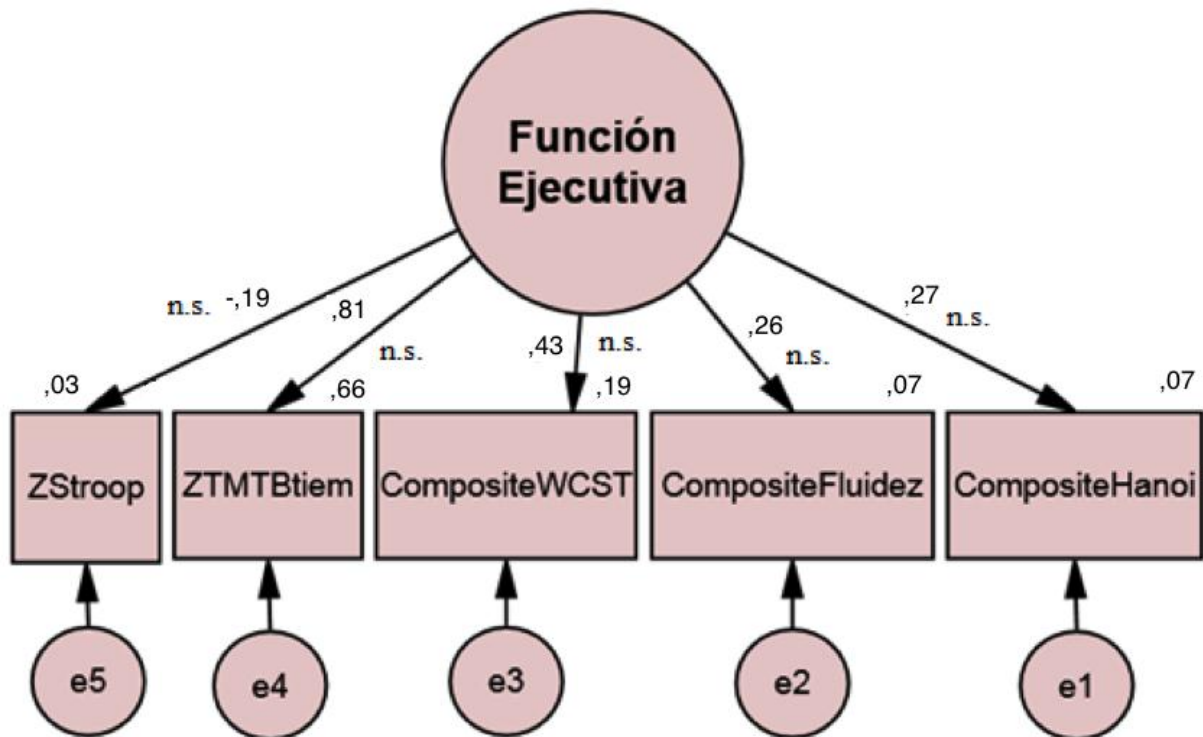 Función
Ejecutiva
n.s. -,19
,81
n.s.
,43
n.s.
,26
n.s.
,27
n.s.
,03
,66
,19
,07
,07
ZStroop
ZTMTBtiem
CompositeWCST
CompositeFluidez
CompositeHanoi
e5
e4
e3
e2
e1